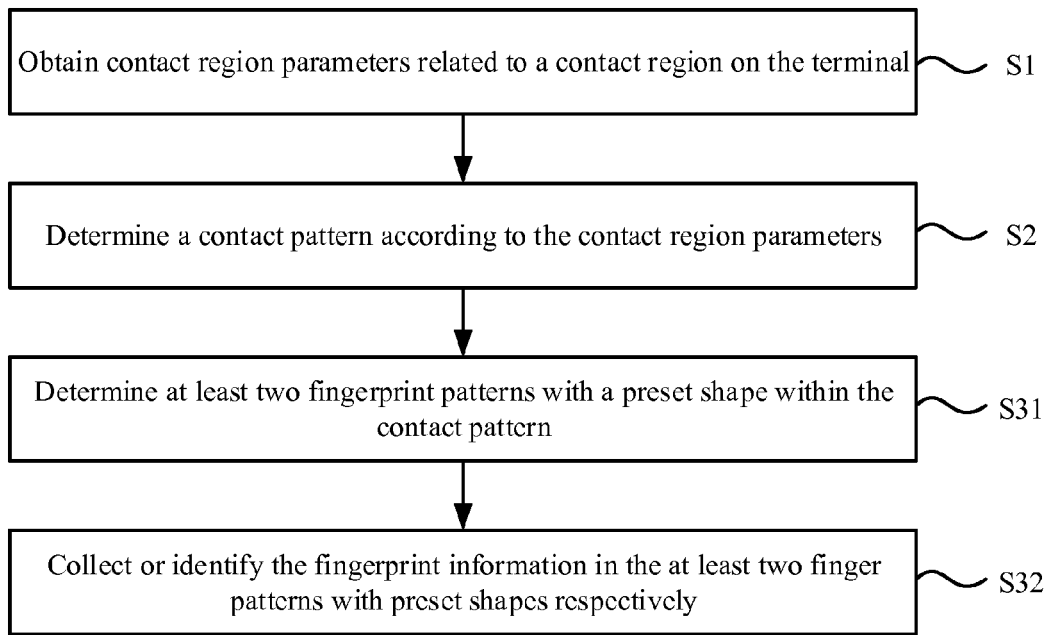 Obtain contact region parameters related to a contact region on the terminal
S1
Determine a contact pattern according to the contact region parameters
S2
Determine at least two fingerprint patterns with a preset shape within the
contact pattern
S31
Collect or identify the fingerprint information in the at least two finger
patterns with preset shapes respectively
S32